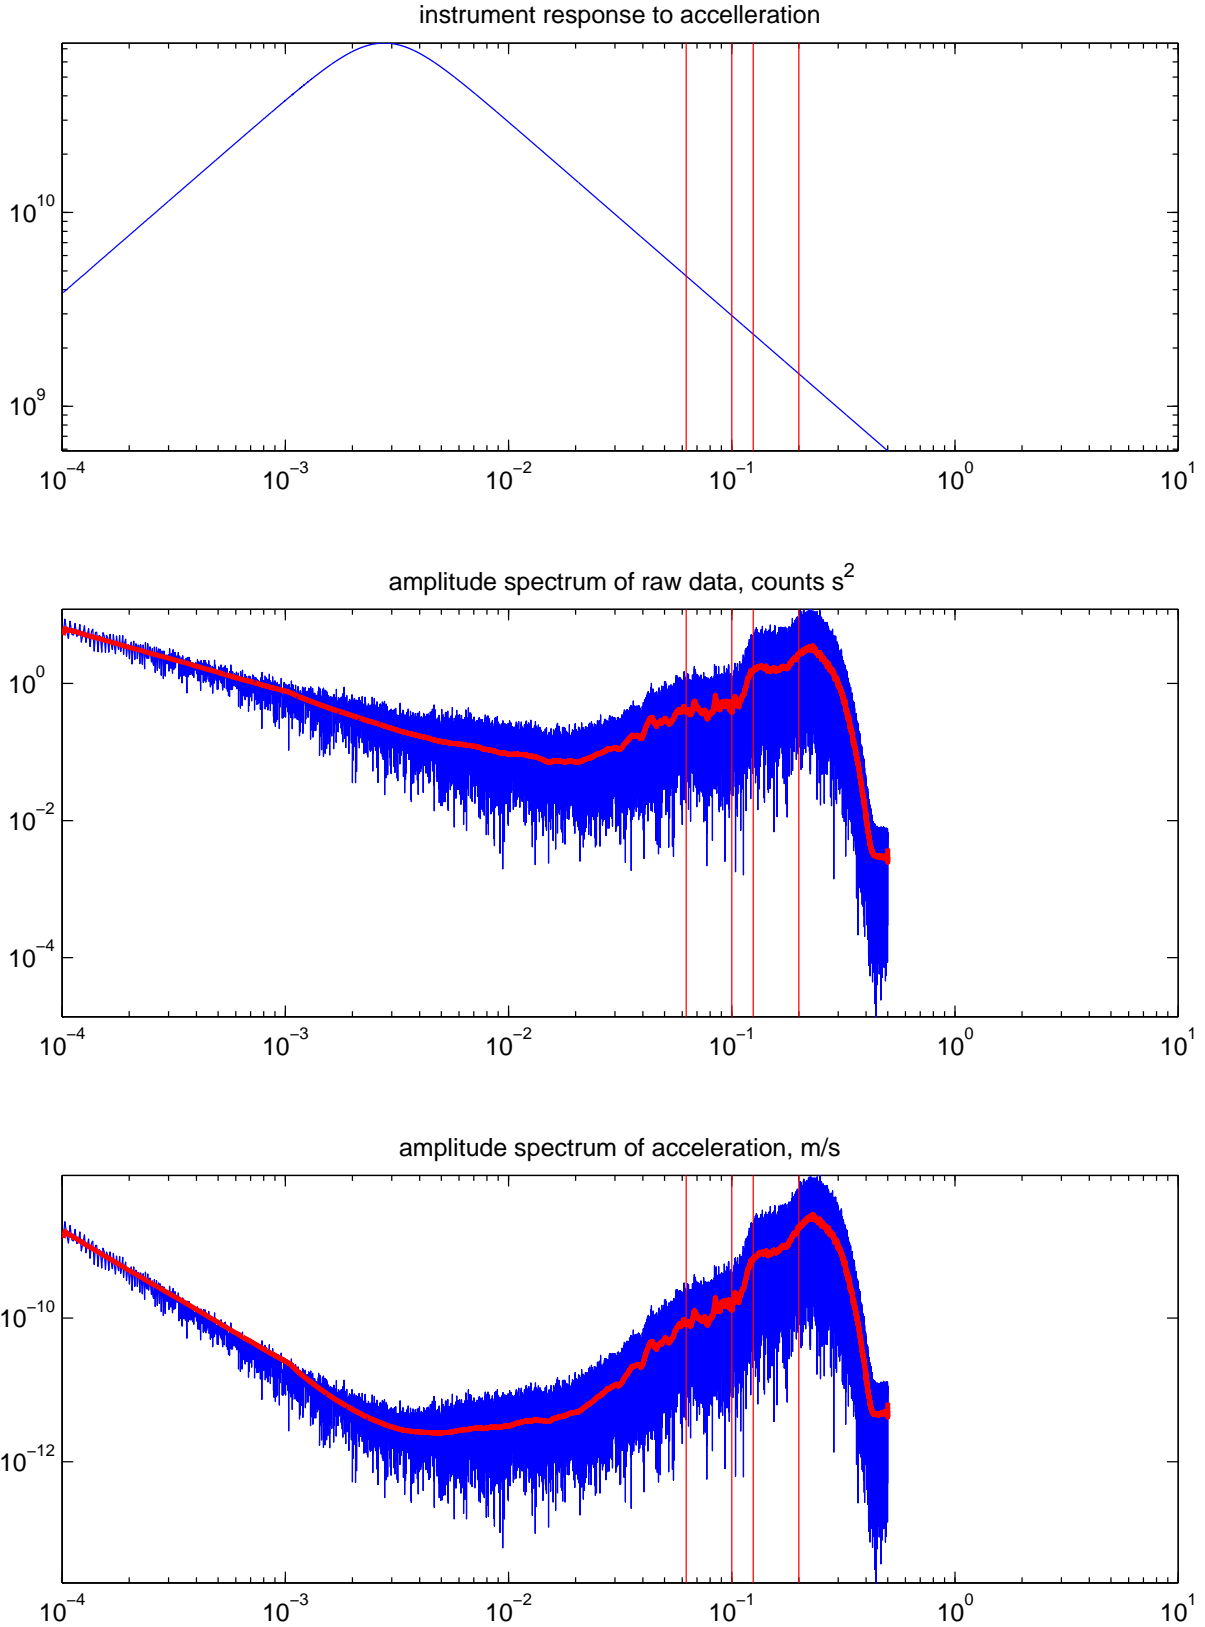 instrument response to accelleration
10^10
10^9
10^−4 10^−3 10^−2 10^−1 10^0 10^1
amplitude spectrum of raw data, counts s^2
10^0
10^−2
10^−4
10^−4 10^−3 10^−2 10^−1 10^0 10^1
amplitude spectrum of acceleration, m/s
10^−10
10^−12
10^−4 10^−3 10^−2 10^−1 10^0 10^1